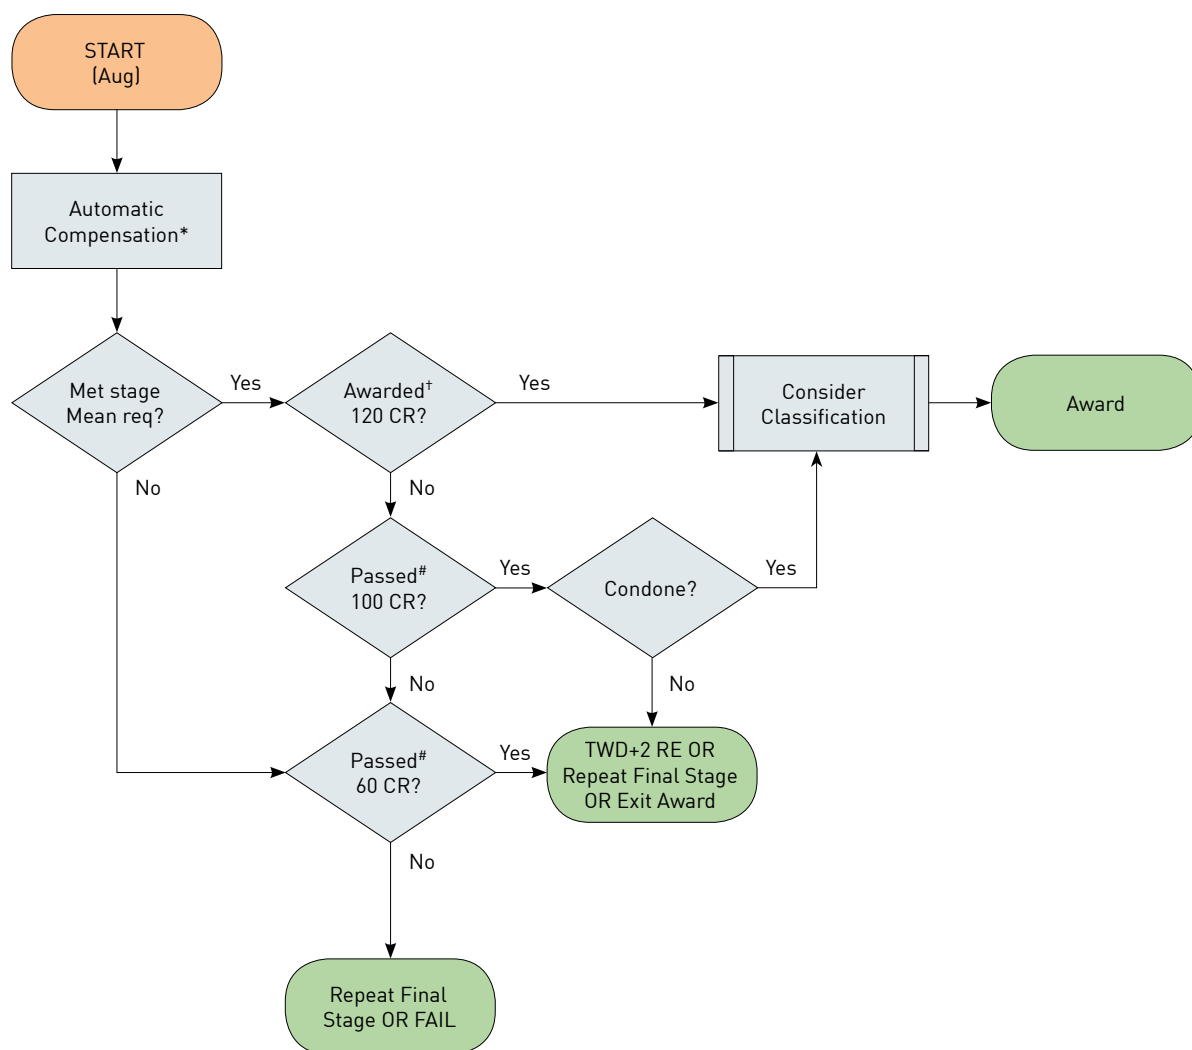 START
(Aug)
Automatic
Compensation*
Met stage
Mean req?
Yes
Awarded†
120 CR?
Yes
Consider
Classification
Award
No
No
Passed#
100 CR?
Yes
Condone?
Yes
No
No
Passed#
60 CR?
Yes
TWD+2 RE OR
Repeat Final Stage
OR Exit Award
No
Repeat Final
Stage OR FAIL